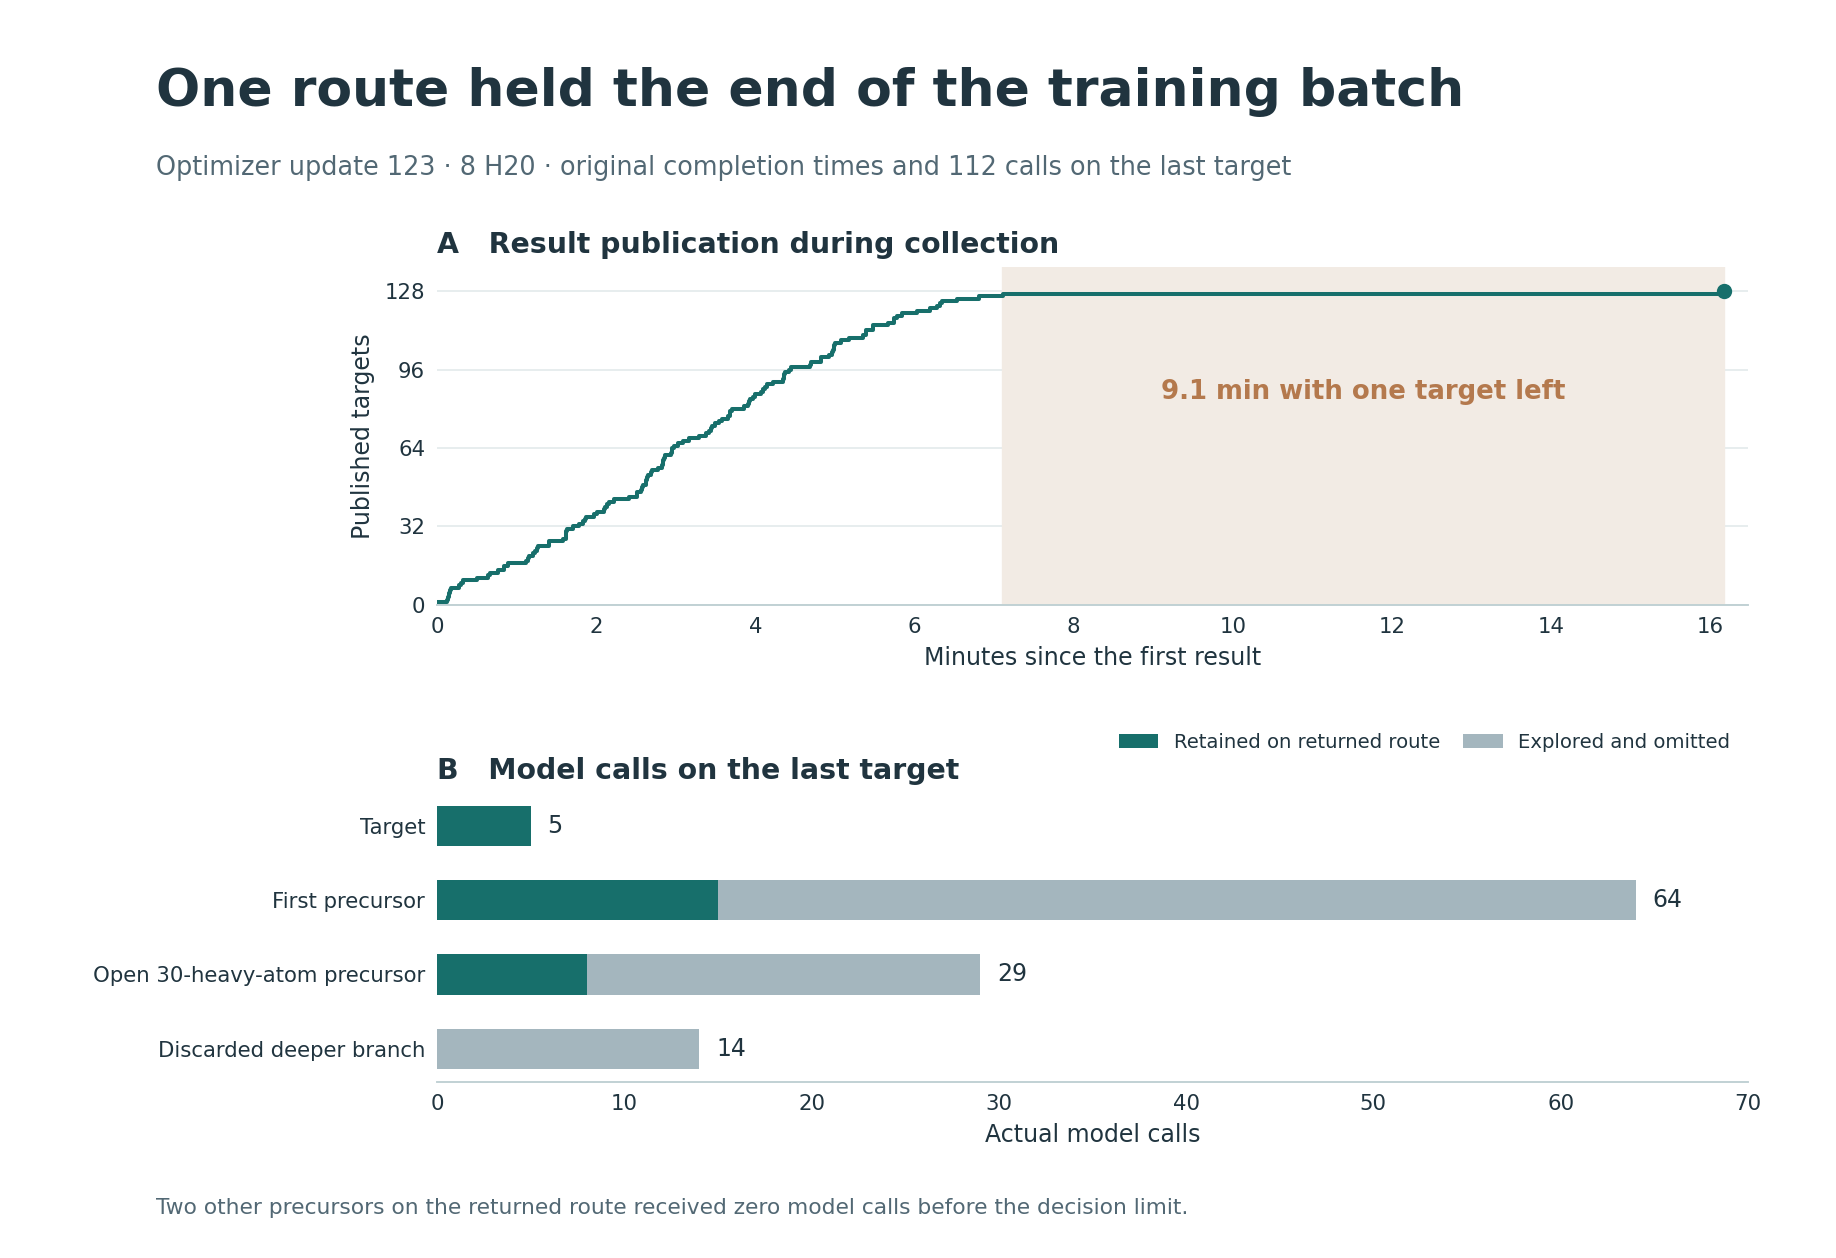 One route held the end of the training batch
Optimizer update 123 · 8 H20 · original completion times and 112 calls on the last target
A Result publication during collection
128
96
64
32
0
Published targets
9.1 min with one target left
0 2 4 6 8 10 12 14 16
Minutes since the first result
Retained on returned route Explored and omitted
B Model calls on the last target
Target 5
First precursor 64
Open 30-heavy-atom precursor 29
Discarded deeper branch 14
0 10 20 30 40 50 60 70
Actual model calls
Two other precursors on the returned route received zero model calls before the decision limit.